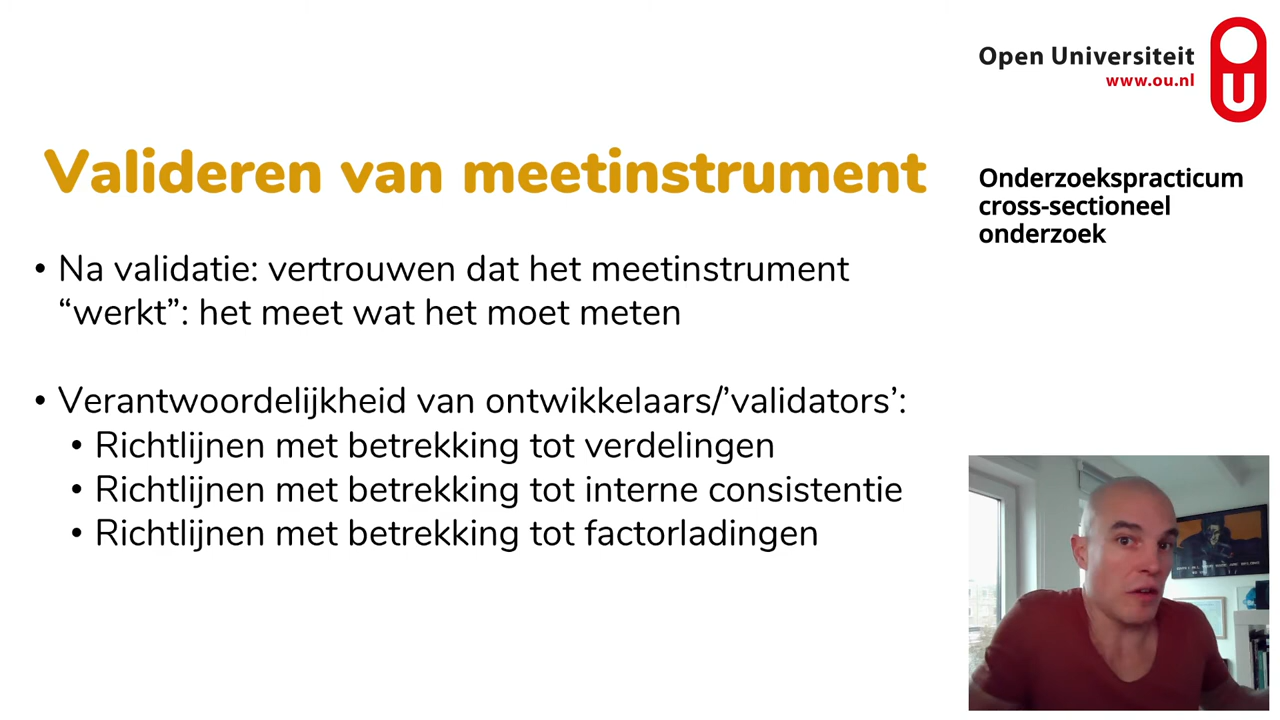 Open Universiteit
www.ou.nl
Valideren van meetinstrument
Onderzoekspracticum
cross-sectioneel
onderzoek
• Na validatie: vertrouwen dat het meetinstrument
“werkt”: het meet wat het moet meten
• Verantwoordelijkheid van ontwikkelaars/’validators’:
• Richtlijnen met betrekking tot verdelingen
• Richtlijnen met betrekking tot interne consistentie
• Richtlijnen met betrekking tot factorladingen